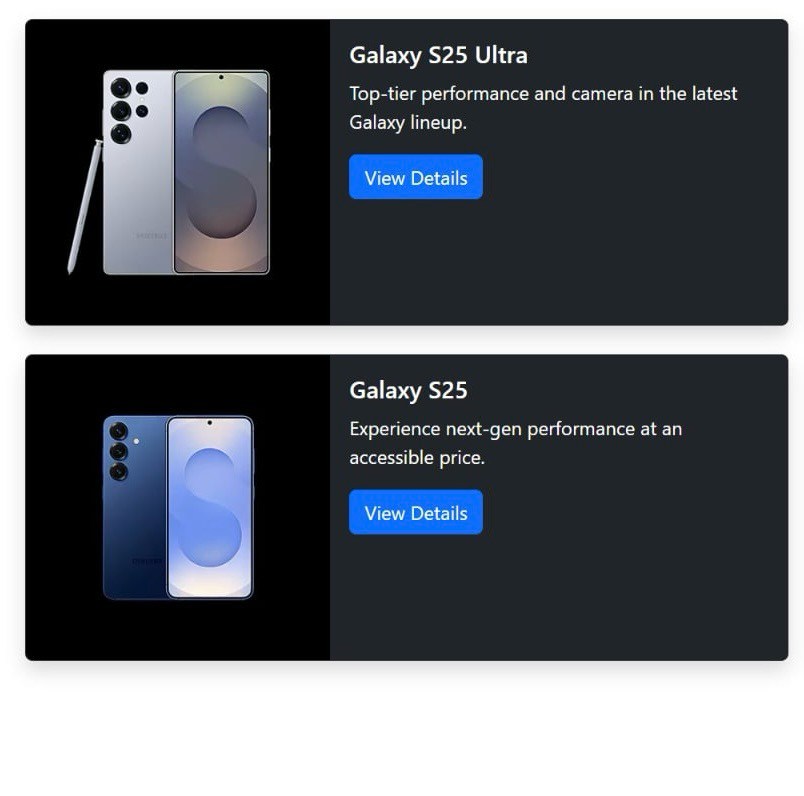 Galaxy S25 Ultra
Top-tier performance and camera in the latest
Galaxy lineup.
View Details
Galaxy S25
Experience next-gen performance at an
accessible price.
View Details